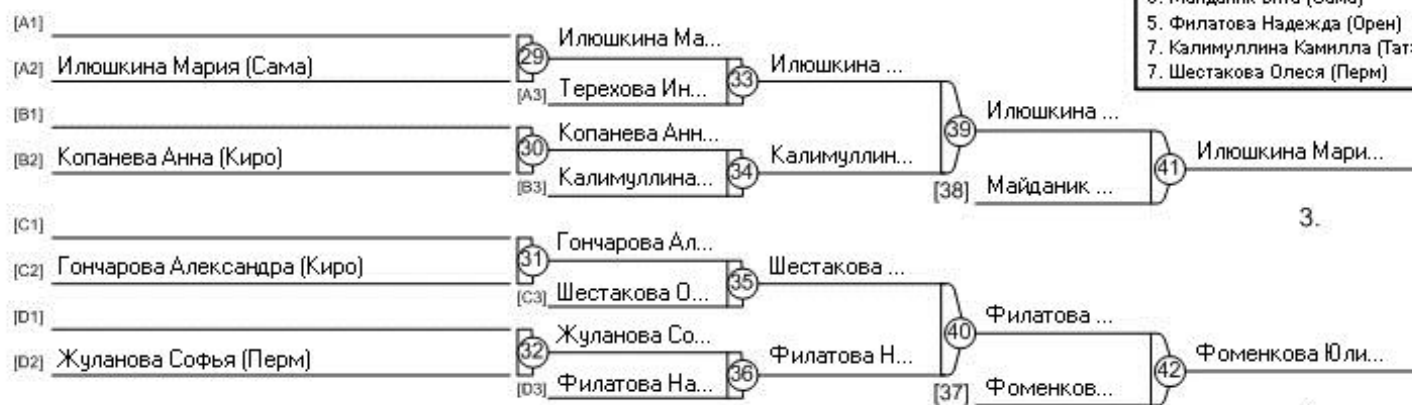 5. Филатова Надежда (Орен)
7. Калимуллина Камилла (Тат
7. Шестакова Олеся (Перм)
[A1]
[A2] Илюшкина Мария (Сама)
29
Илюшкина Ма...
[A3] Терехова Ин...
33
Илюшкина ...
[B1]
[B2] Копанева Анна (Киро)
30
Копанева Анн...
[B3] Калимуллина...
34
Калимуллин...
39
Илюшкина ...
[38] Майданик ...
41
Илюшкина Мари...
3.
[C1]
[C2] Гончарова Александра (Киро)
31
Гончарова Ал...
[C3] Шестакова О...
35
Шестакова ...
[D1]
[D2] Жуланова Софья (Перм)
32
Жуланова Со...
[D3] Филатова На...
36
Филатова Н...
40
Филатова ...
[37] Фоменков...
42
Фоменкова Юли...